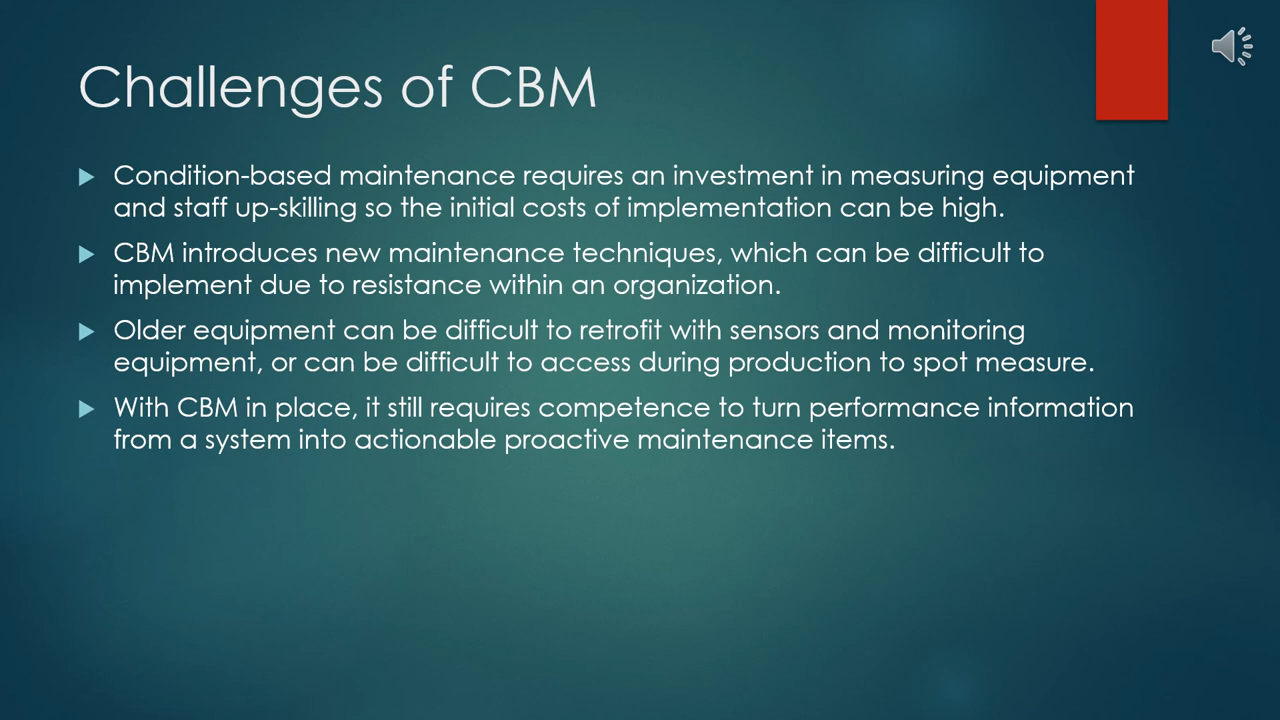 Challenges of CBM
Condition-based maintenance requires an investment in measuring equipment
and staff up-skilling so the initial costs of implementation can be high.
CBM introduces new maintenance techniques, which can be difficult to
implement due to resistance within an organization.
Older equipment can be difficult to retrofit with sensors and monitoring
equipment, or can be difficult to access during production to spot measure.
With CBM in place, it still requires competence to turn performance information
from a system into actionable proactive maintenance items.